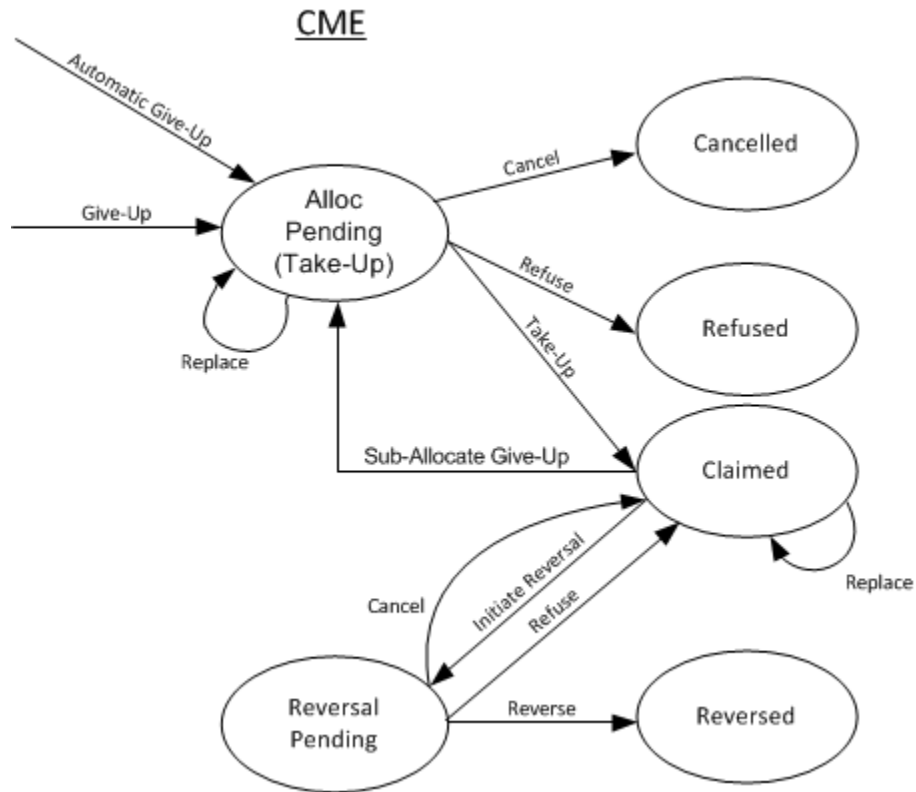 CME
Automatic Give-Up
Give-Up
Alloc
Pending
(Take-Up)
Replace
Cancel
Cancelled
Refuse
Refused
Take-Up
Sub-Allocate Give-Up
Claimed
Replace
Cancel
Initiate Reversal
Refuse
Reversal
Pending
Reverse
Reversed